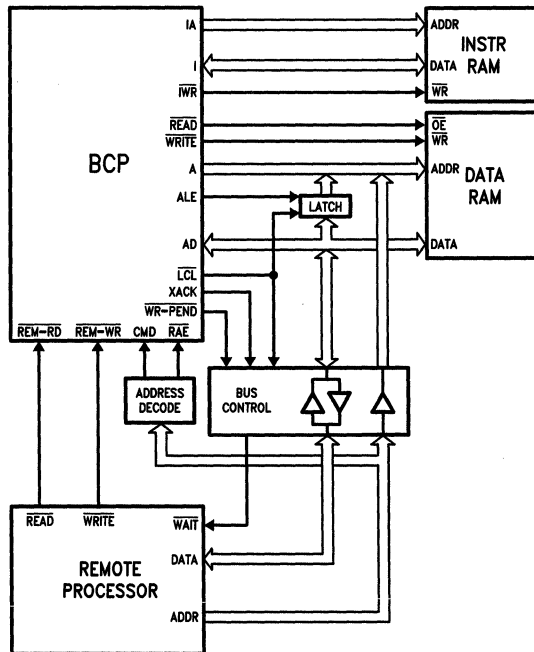 IA
ADDR
INSTR
RAM
I
DATA
IWR
WR
READ
OE
WRITE
WR
BCP
A
ADDR
DATA
RAM
ALE
LATCH
AD
DATA
LCL
XACK
WR-PEND
REM-RD REM-WR CMD RAE
ADDRESS
DECODE
BUS
CONTROL
READ WRITE
WAIT
DATA
REMOTE
PROCESSOR
ADDR